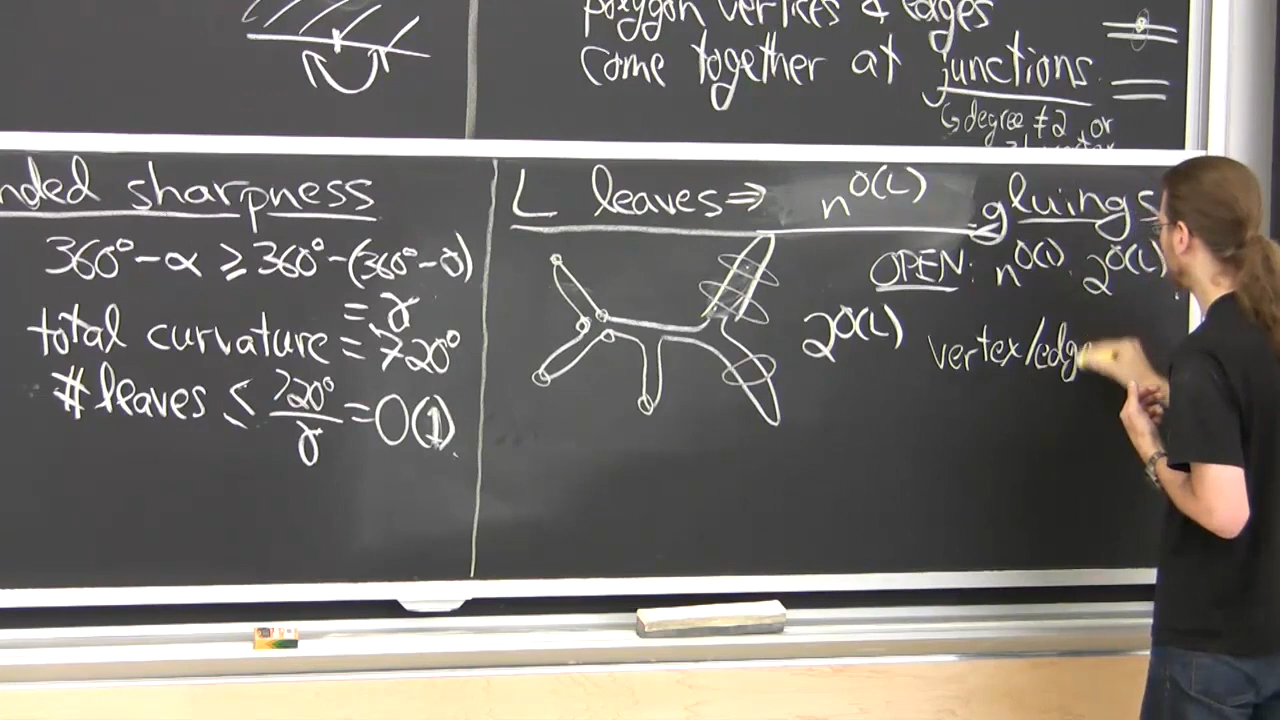 polygon vertices & edges
come together at junctions
↳ degree ≠ 2 or
nded sharpness
360° - α ≥ 360° - (360° - γ)
= γ
total curvature = 720°
# leaves ≤ 720°/γ = O(1).
L leaves ⇒ n^O(L) gluings
OPEN: n^O(1) · 2^O(L)
2^O(L)
vertex/edge